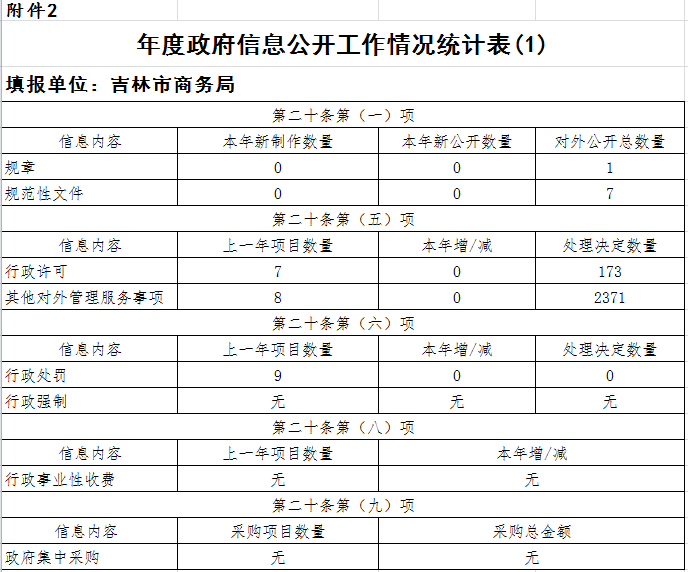 附件2
年度政府信息公开工作情况统计表(1)
填报单位：吉林市商务局
第二十条第（一）项
信息内容 本年新制作数量 本年新公开数量 对外公开总数量
规章 0 0 1
规范性文件 0 0 7
第二十条第（五）项
信息内容 上一年项目数量 本年增/减 处理决定数量
行政许可 7 0 173
其他对外管理服务事项 8 0 2371
第二十条第（六）项
信息内容 上一年项目数量 本年增/减 处理决定数量
行政处罚 9 0 0
行政强制 无 无 无
第二十条第（八）项
信息内容 上一年项目数量 本年增/减
行政事业性收费 无 无
第二十条第（九）项
信息内容 采购项目数量 采购总金额
政府集中采购 无 无